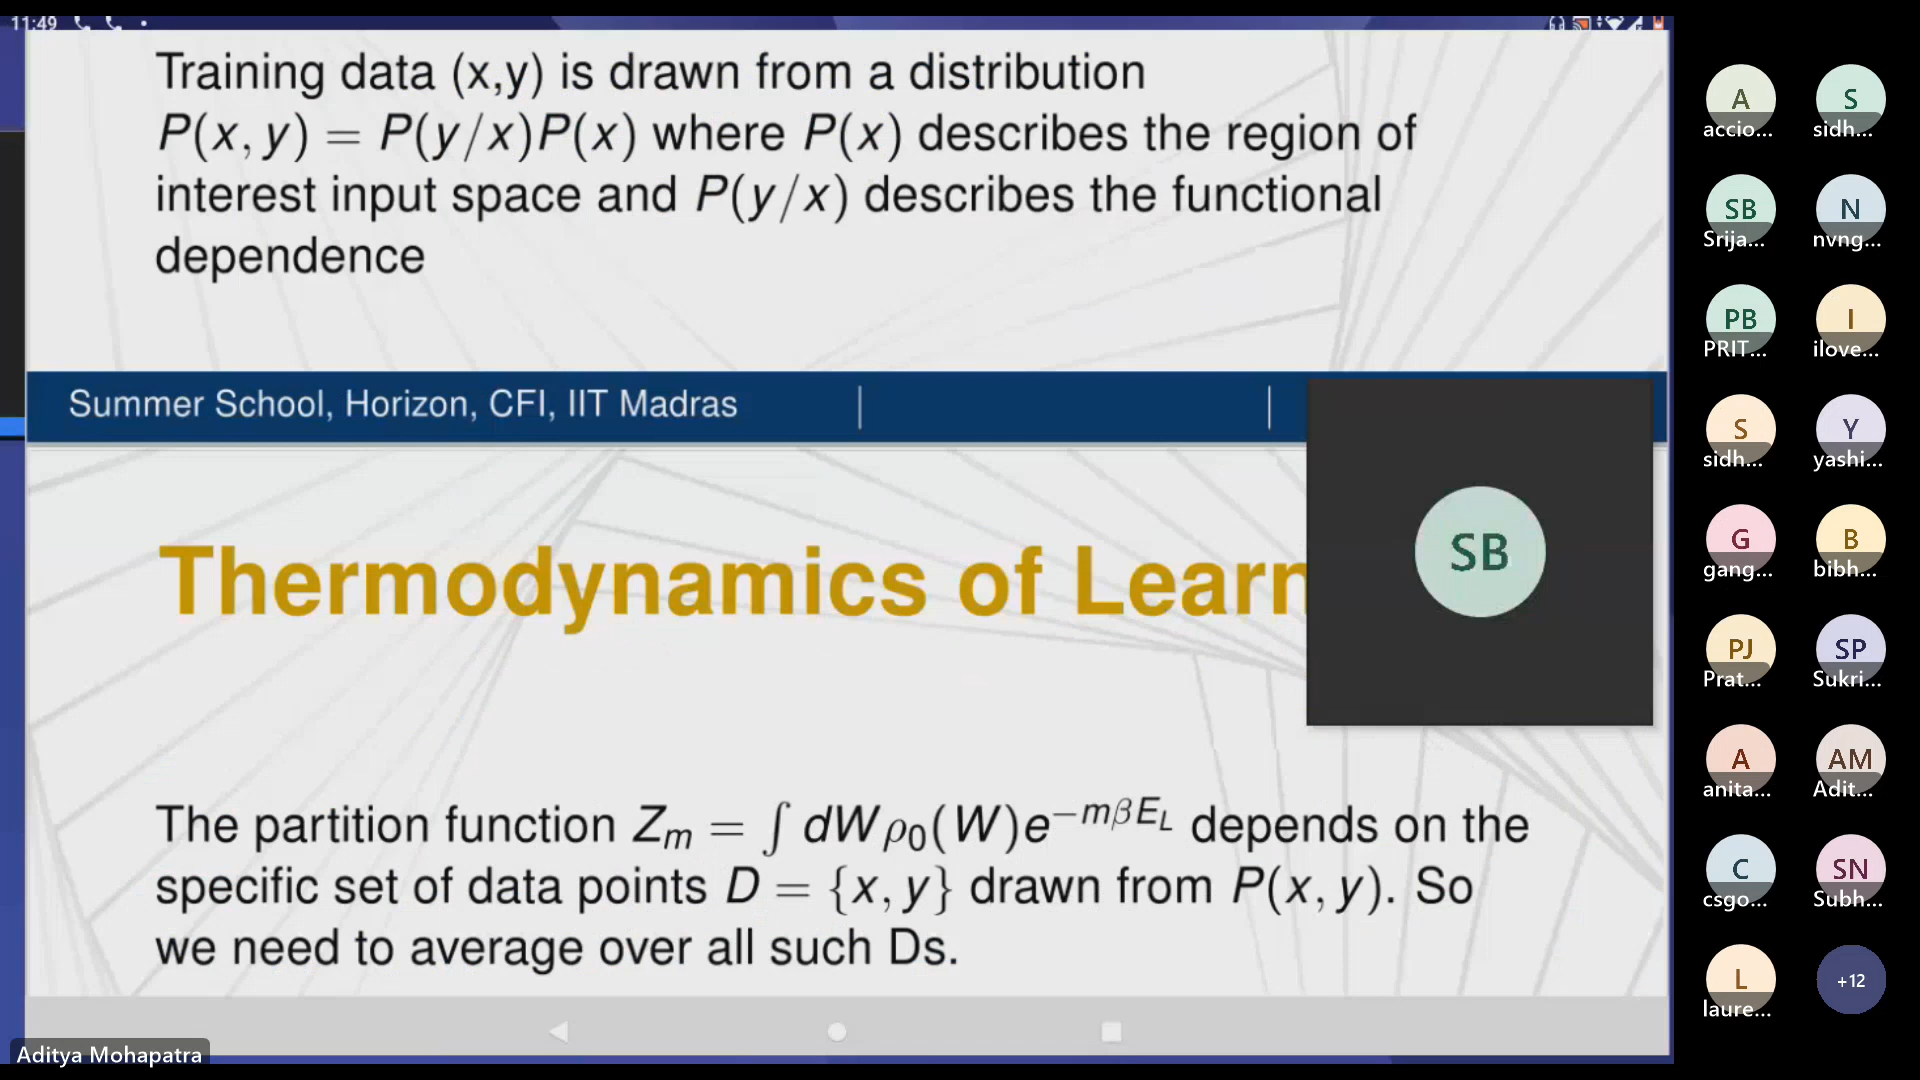 11:49
Training data (x,y) is drawn from a distribution
P(x, y) = P(y/x)P(x) where P(x) describes the region of
interest input space and P(y/x) describes the functional
dependence
Summer School, Horizon, CFI, IIT Madras
Thermodynamics of Learn
SB
The partition function Zₘ = ∫ dWρ₀(W)e^{−mβE_L} depends on the
specific set of data points D = {x, y} drawn from P(x, y). So
we need to average over all such Ds.
Aditya Mohapatra
A S
accio... sidh...
SB N
Srija... nvng...
PB I
PRIT... ilove...
S Y
sidh... yashi...
G B
gang... bibh...
PJ SP
Prat... Sukri...
A AM
anita... Adit...
C SN
csgo... Subh...
L +12
laure...